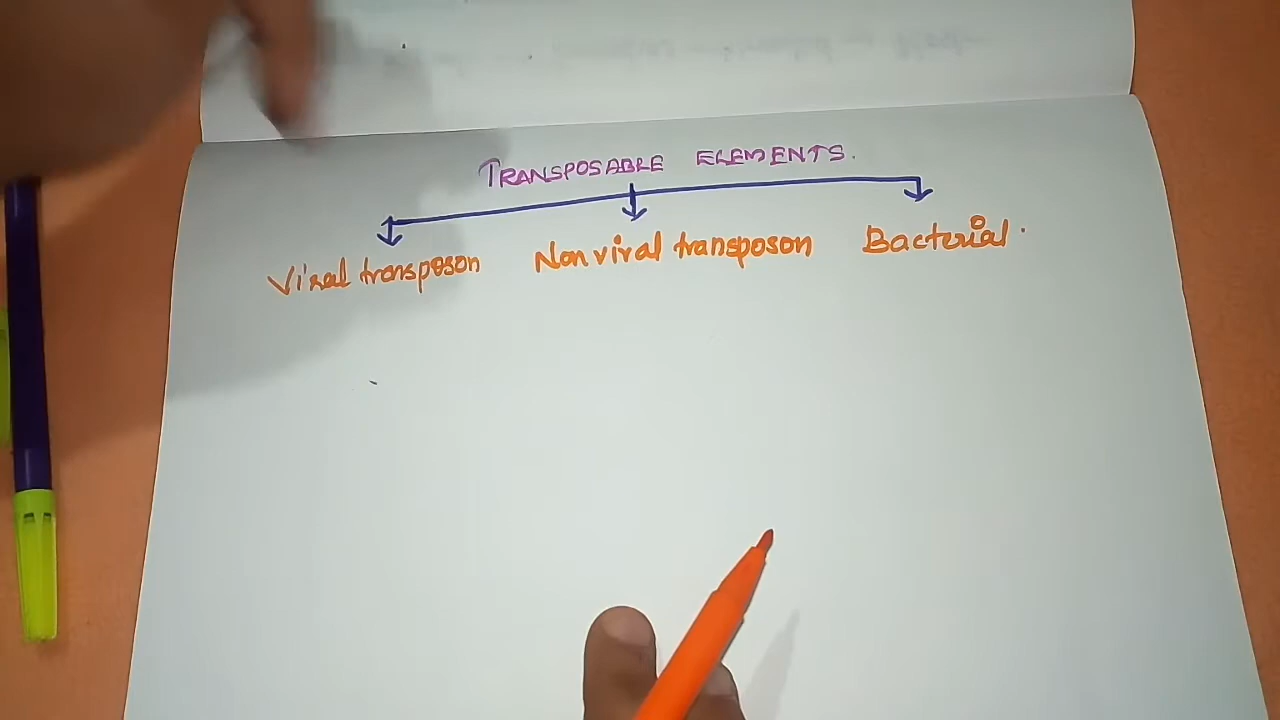 TRANSPOSABLE ELEMENTS.
Viral transposon Non viral transposon Bacterial.